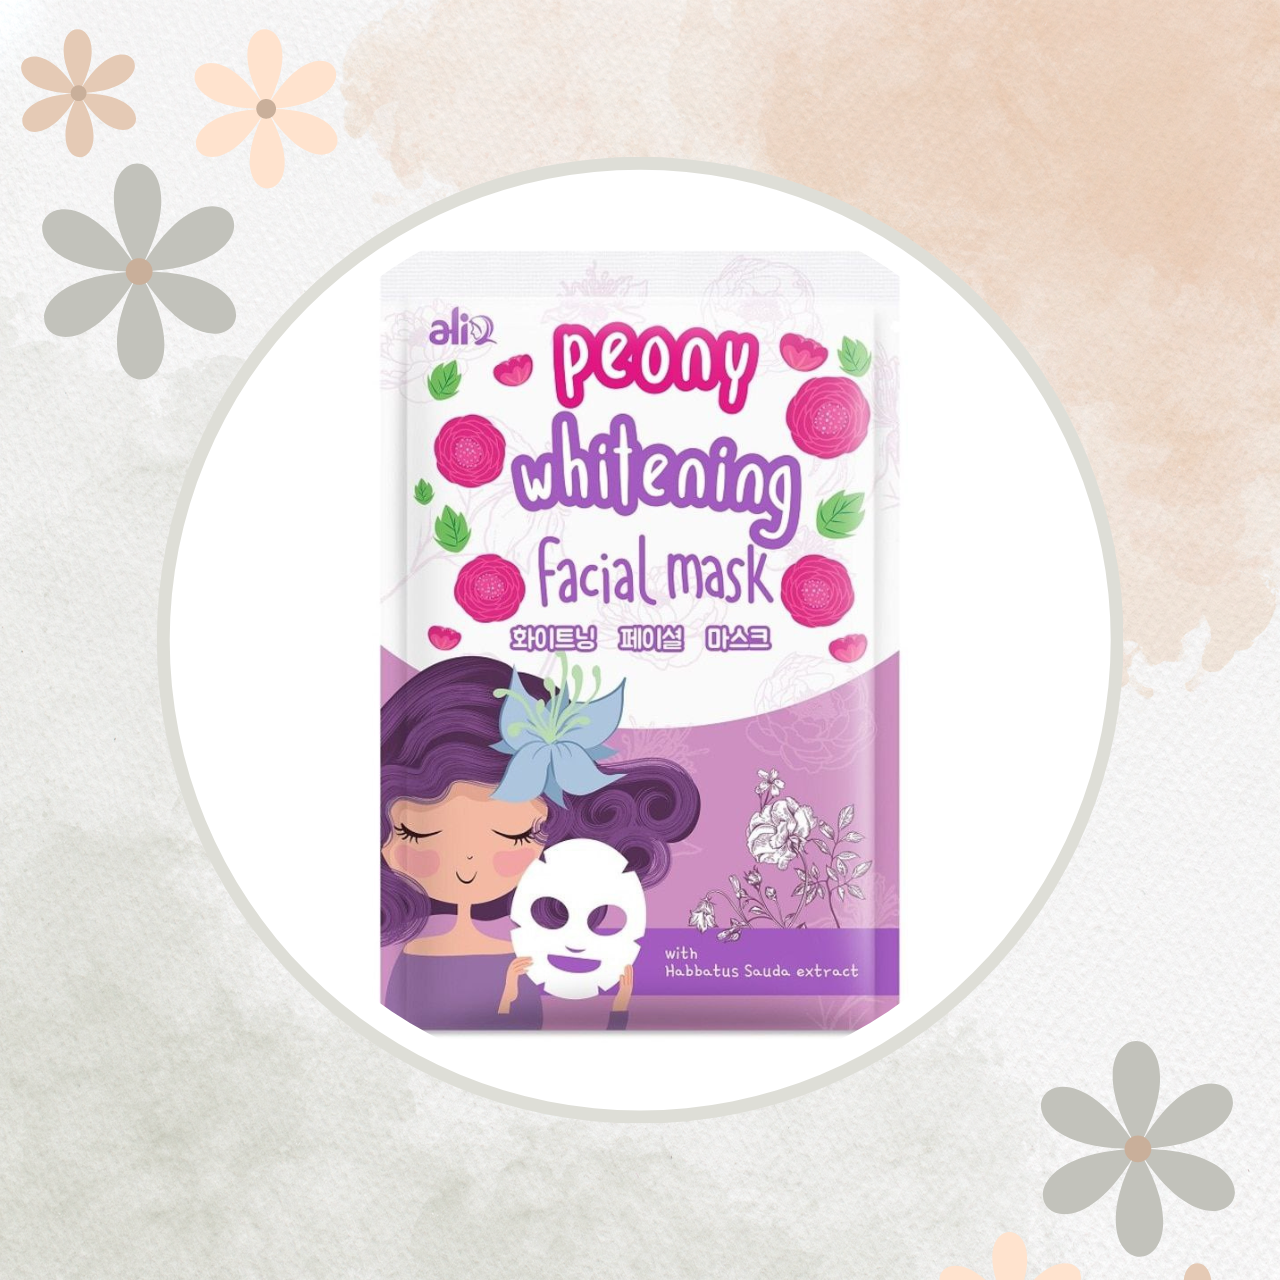 aliQ
peony
whitening
facial mask
화이트닝 페이셜 마스크
with
Habbatus Sauda extract